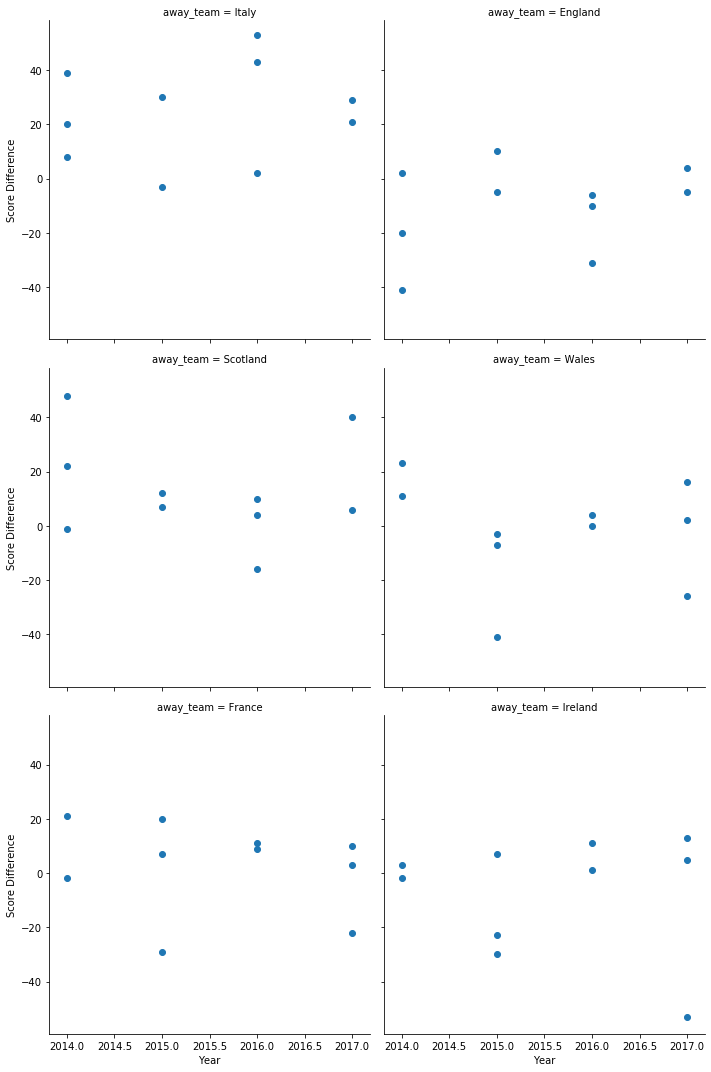 away_team = Italy
away_team = England
40
20
0
−20
−40
Score Difference
away_team = Scotland
away_team = Wales
40
20
0
−20
−40
Score Difference
away_team = France
away_team = Ireland
40
20
0
−20
−40
Score Difference
2014.0 2014.5 2015.0 2015.5 2016.0 2016.5 2017.0
Year
2014.0 2014.5 2015.0 2015.5 2016.0 2016.5 2017.0
Year